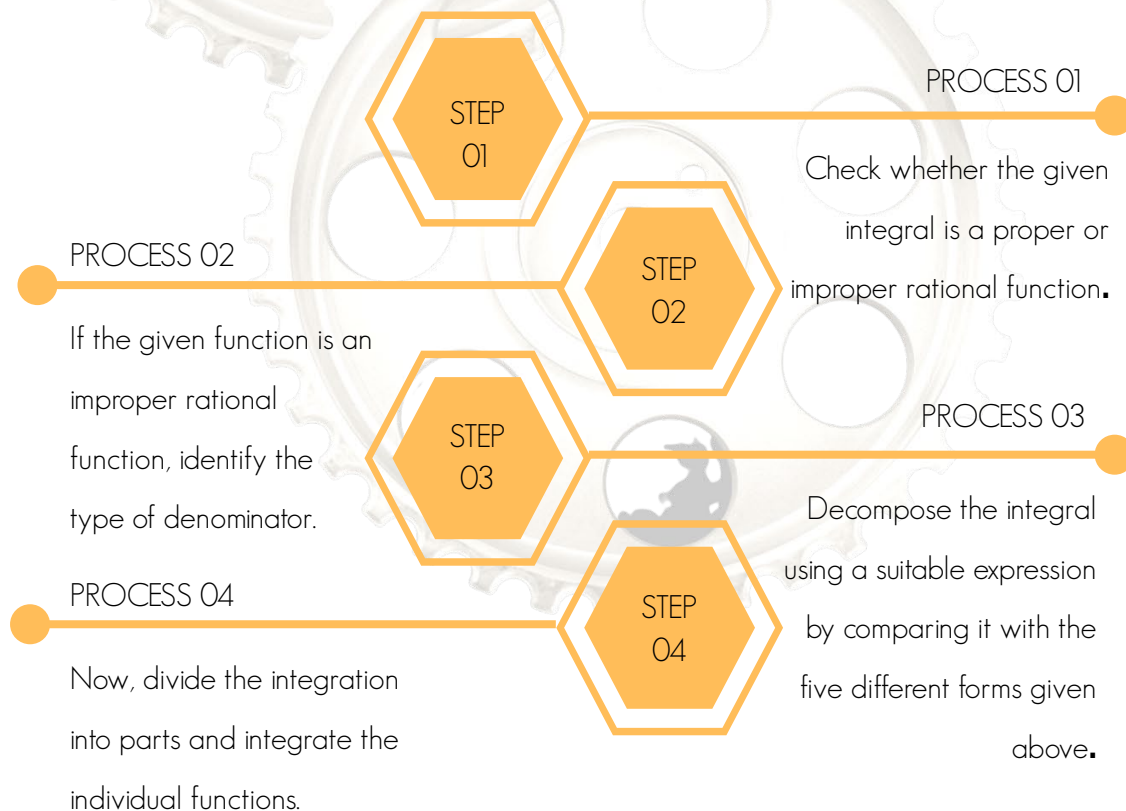 STEP
01
PROCESS 01
Check whether the given
integral is a proper or
improper rational function.
STEP
02
PROCESS 02
If the given function is an
improper rational
function, identify the
type of denominator.
STEP
03
PROCESS 03
Decompose the integral
using a suitable expression
by comparing it with the
five different forms given
above.
STEP
04
PROCESS 04
Now, divide the integration
into parts and integrate the
individual functions.